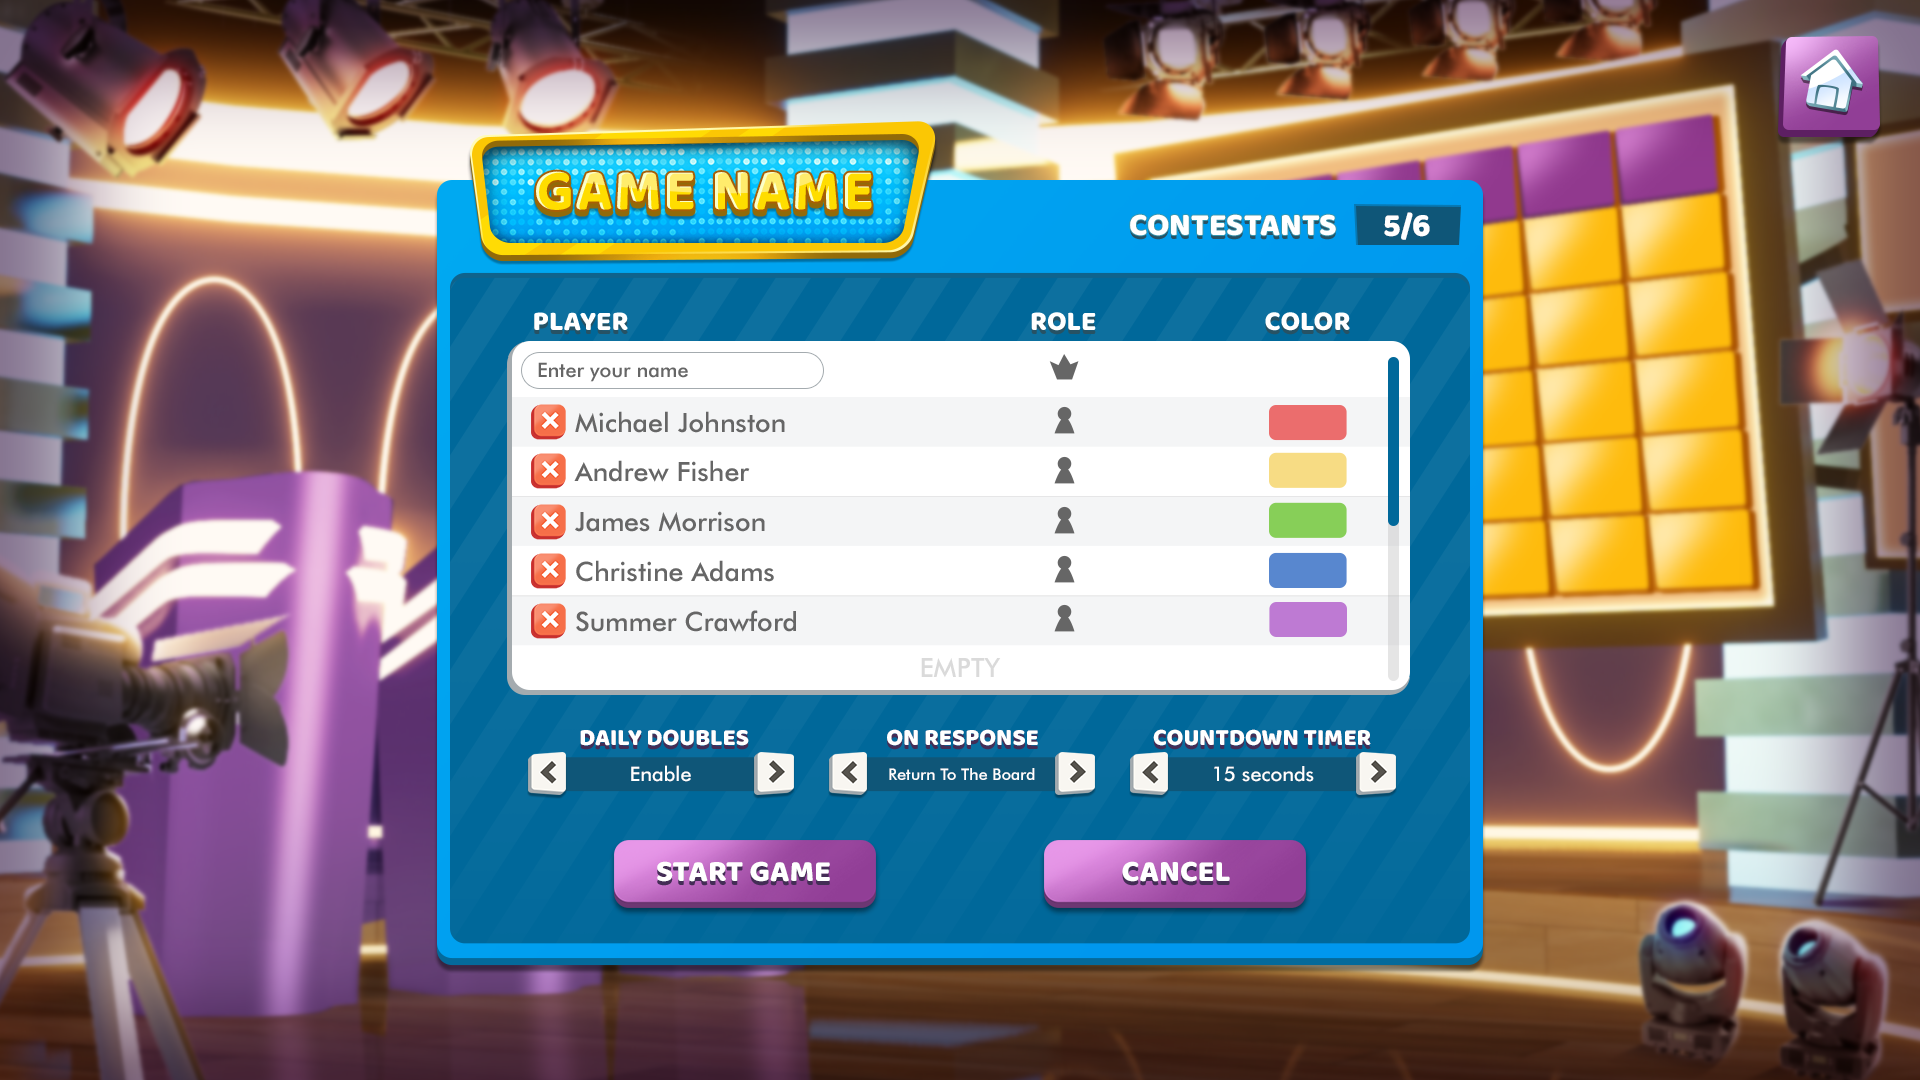 GAME NAME
CONTESTANTS 5/6
PLAYER ROLE COLOR
Enter your name
Michael Johnston
Andrew Fisher
James Morrison
Christine Adams
Summer Crawford
EMPTY
DAILY DOUBLES ON RESPONSE COUNTDOWN TIMER
Enable Return To The Board 15 seconds
START GAME CANCEL